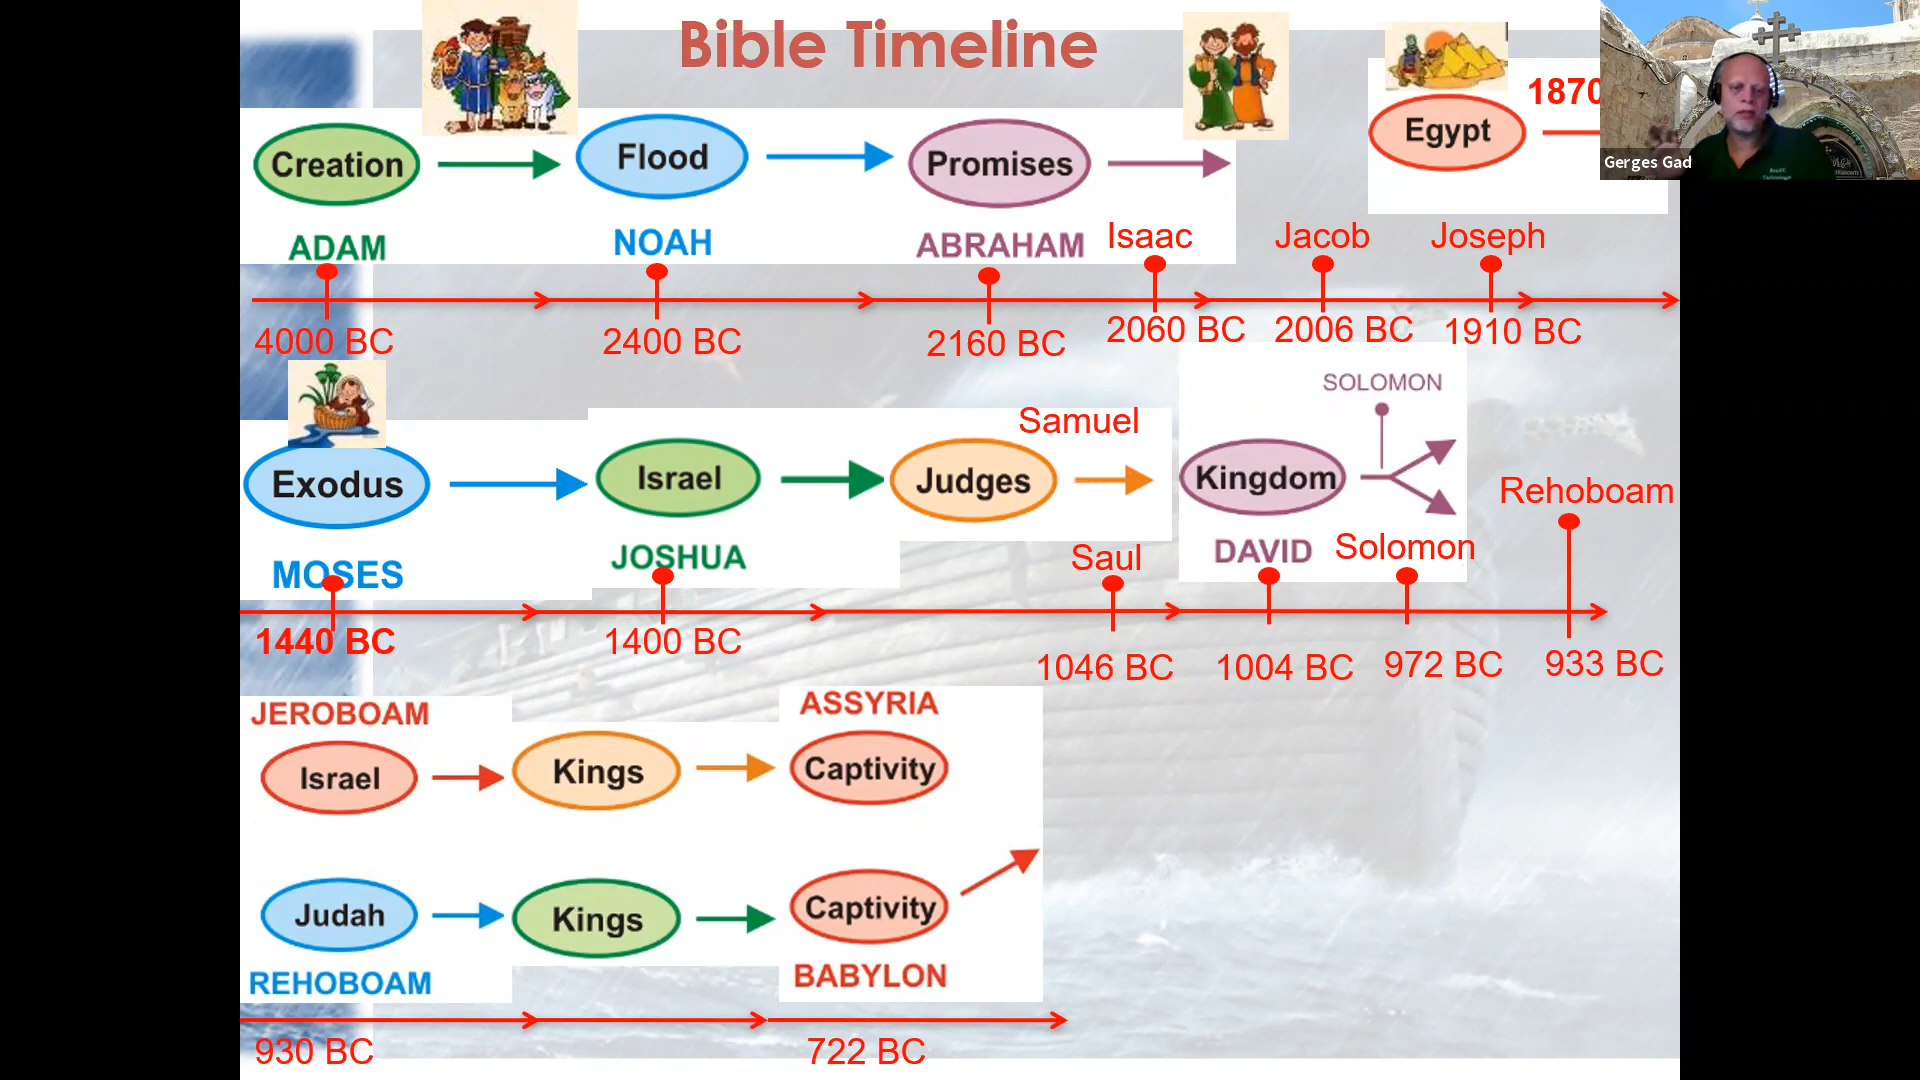 Bible Timeline
1870
Gerges Gad
Creation
Flood
Promises
Egypt
ADAM
NOAH
ABRAHAM
Isaac
Jacob
Joseph
4000 BC
2400 BC
2160 BC
2060 BC
2006 BC
1910 BC
SOLOMON
Samuel
Exodus
Israel
Judges
Kingdom
Rehoboam
MOSES
JOSHUA
Saul
DAVID
Solomon
1440 BC
1400 BC
1046 BC
1004 BC
972 BC
933 BC
JEROBOAM
ASSYRIA
Israel
Kings
Captivity
Judah
Kings
Captivity
REHOBOAM
BABYLON
930 BC
722 BC